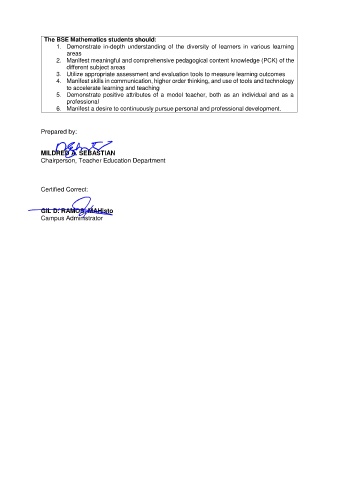 The BSE Mathematics students should:
1. Demonstrate in-depth understanding of the diversity of learners in various learning
areas
2. Manifest meaningful and comprehensive pedagogical content knowledge (PCK) of the
different subject areas
3. Utilize appropriate assessment and evaluation tools to measure learning outcomes
4. Manifest skills in communication, higher order thinking, and use of tools and technology
to accelerate learning and teaching
5. Demonstrate positive attributes of a model teacher, both as an individual and as a
professional
6. Manifest a desire to continuously pursue personal and professional development.
Prepared by:
MILDRED A. SEBASTIAN
Chairperson, Teacher Education Department
Certified Correct:
GIL D. RAMOS, MAHisto
Campus Administrator